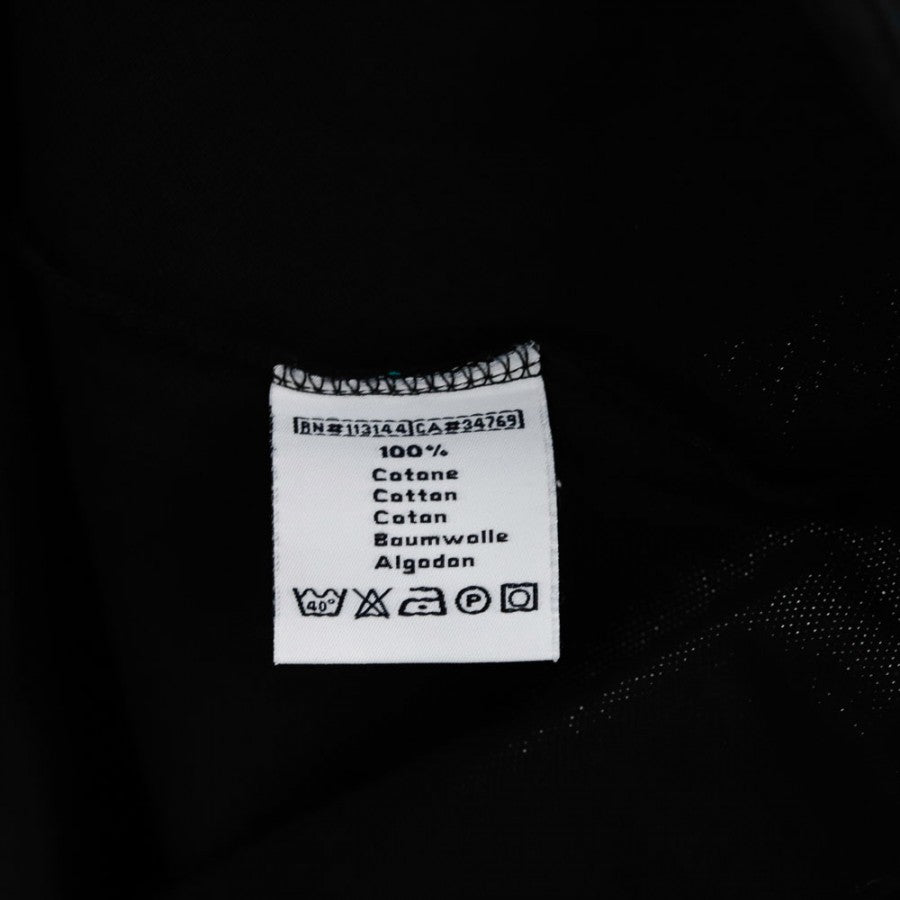 RN#113144 CA#34769
100%
Cotone
Cotton
Coton
Baumwolle
Algodon
40° P